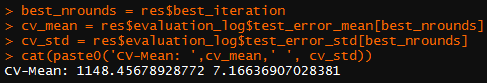 > best_nrounds = res$best_iteration
> cv_mean = res$evaluation_log$test_error_mean[best_nrounds]
> cv_std = res$evaluation_log$test_error_std[best_nrounds]
> cat(paste0('CV-Mean: ',cv_mean,' ', cv_std))
CV-Mean: 1148.45678928772 7.16636907028381